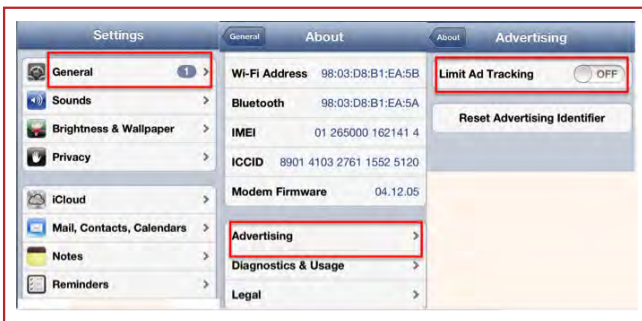 Settings
General 1
Sounds
Brightness & Wallpaper
Privacy
iCloud
Mail, Contacts, Calendars
Notes
Reminders
General About
Wi-Fi Address 98:03:D8:B1:EA:5B
Bluetooth 98:03:D8:B1:EA:5A
IMEI 01 265000 162141 4
ICCID 8901 4103 2761 1552 5120
Modem Firmware 04.12.05
Advertising
Diagnostics & Usage
Legal
About Advertising
Limit Ad Tracking OFF
Reset Advertising Identifier